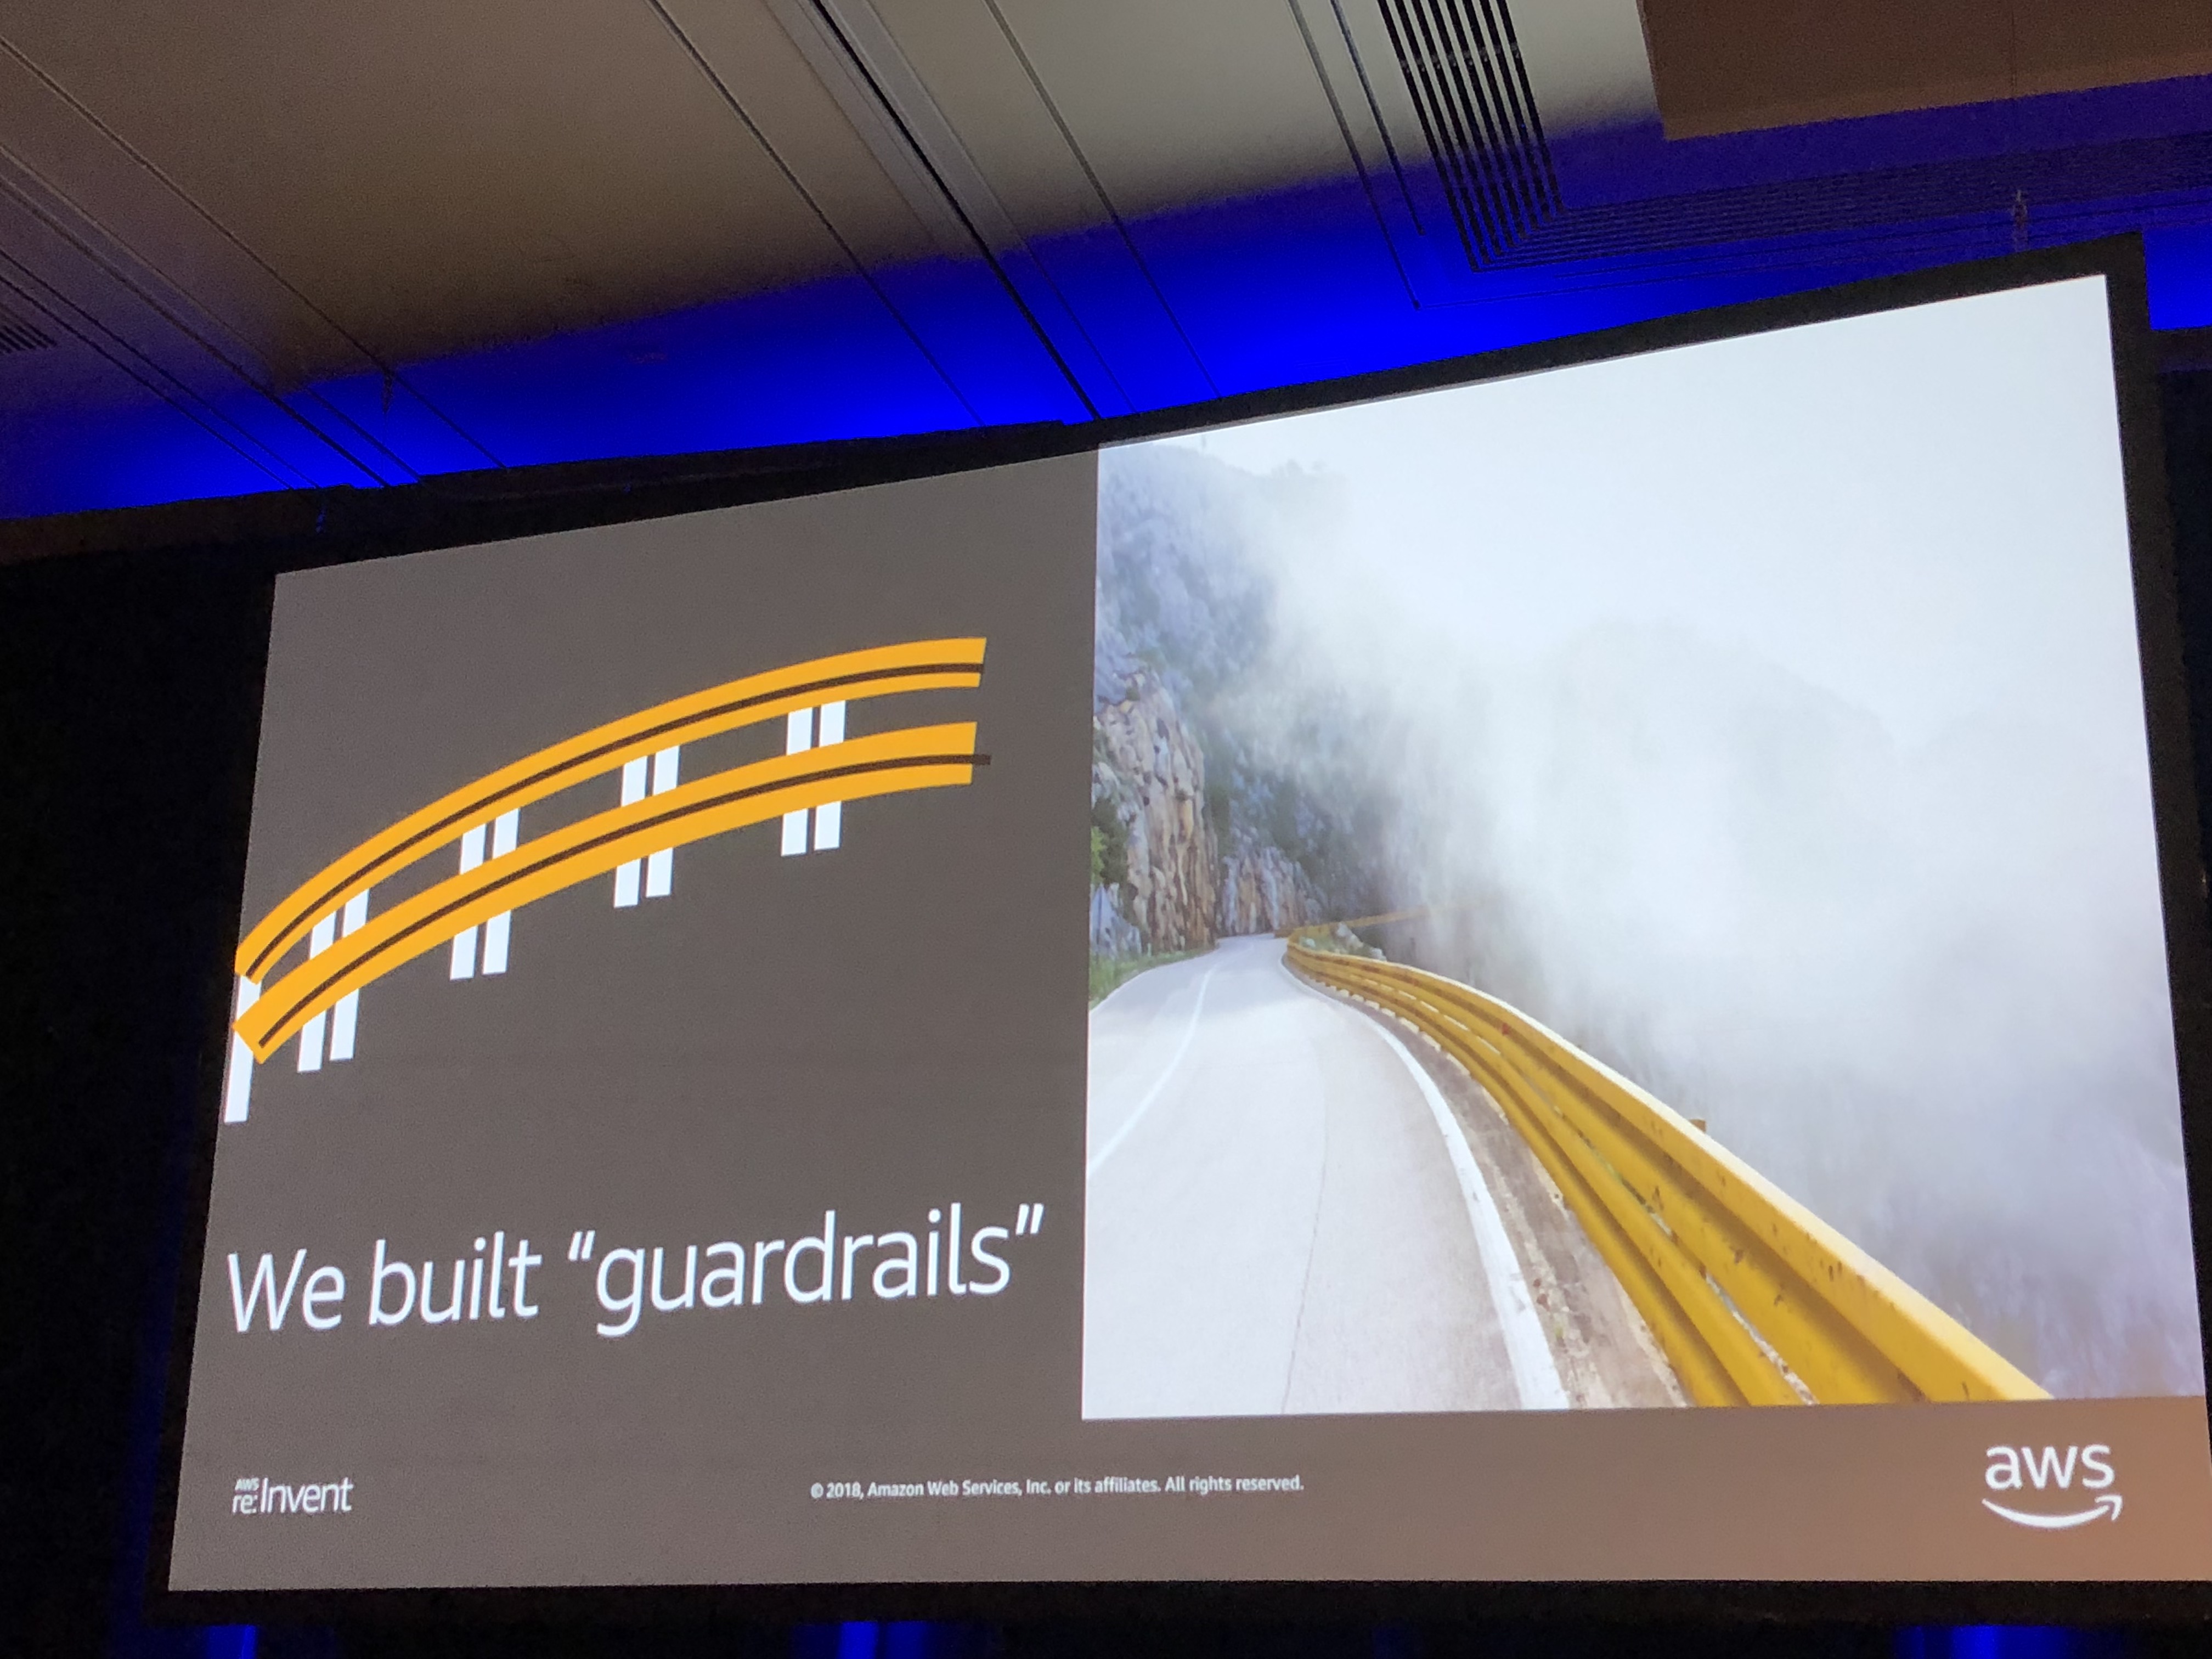 We built “guardrails”
AWS
re:Invent
© 2018, Amazon Web Services, Inc. or its affiliates. All rights reserved.
aws